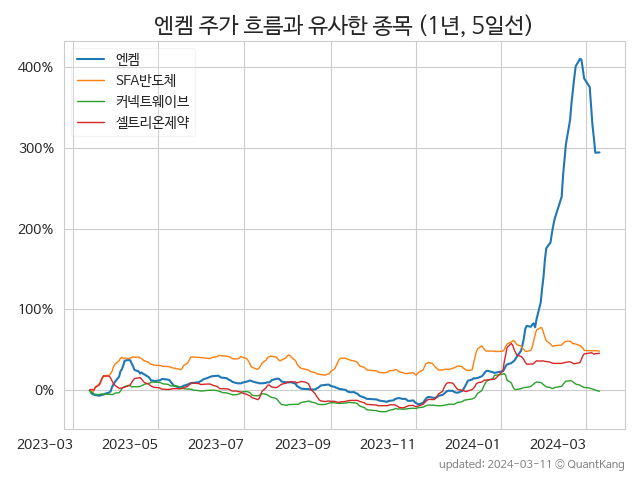 엔켐 주가 흐름과 유사한 종목 (1년, 5일선)
엔켐
SFA반도체
커넥트웨이브
셀트리온제약
400%
300%
200%
100%
0%
2023-03 2023-05 2023-07 2023-09 2023-11 2024-01 2024-03
updated: 2024-03-11 © QuantKang